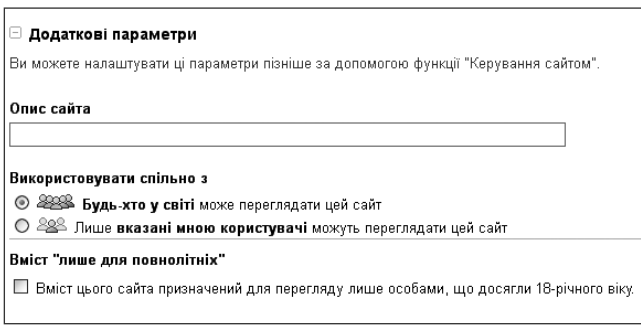 Додаткові параметри
Ви можете налаштувати ці параметри пізніше за допомогою функції "Керування сайтом".
Опис сайта
Використовувати спільно з
Будь-хто у світі може переглядати цей сайт
Лише вказані мною користувачі можуть переглядати цей сайт
Вміст "лише для повнолітніх"
Вміст цього сайта призначений для перегляду лише особами, що досягли 18-річного віку.